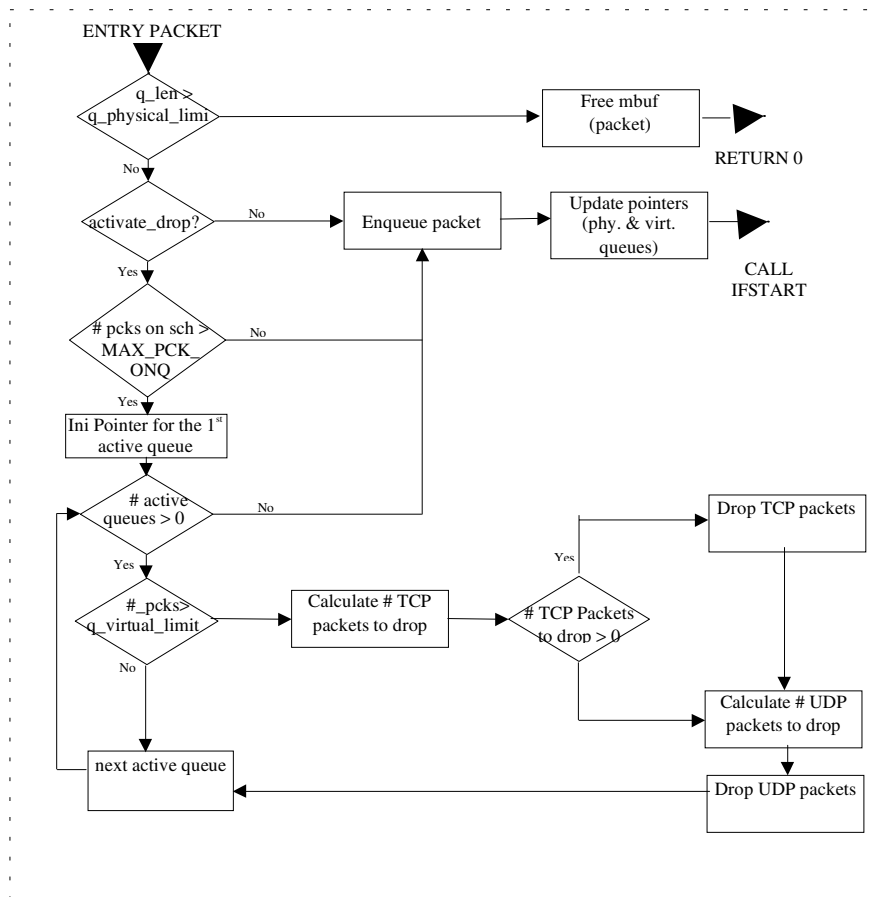 ENTRY PACKET
q_len >
q_physical_limi
Free mbuf
(packet)
RETURN 0
No
activate_drop?
No
Enqueue packet
Update pointers
(phy. & virt.
queues)
CALL
IFSTART
Yes
# pcks on sch >
MAX_PCK_
ONQ
No
Yes
Ini Pointer for the 1st
active queue
# active
queues > 0
No
Drop TCP packets
Yes
Yes
#_pcks>
q_virtual_limit
Calculate # TCP
packets to drop
# TCP Packets
to drop > 0
No
Calculate # UDP
packets to drop
next active queue
Drop UDP packets